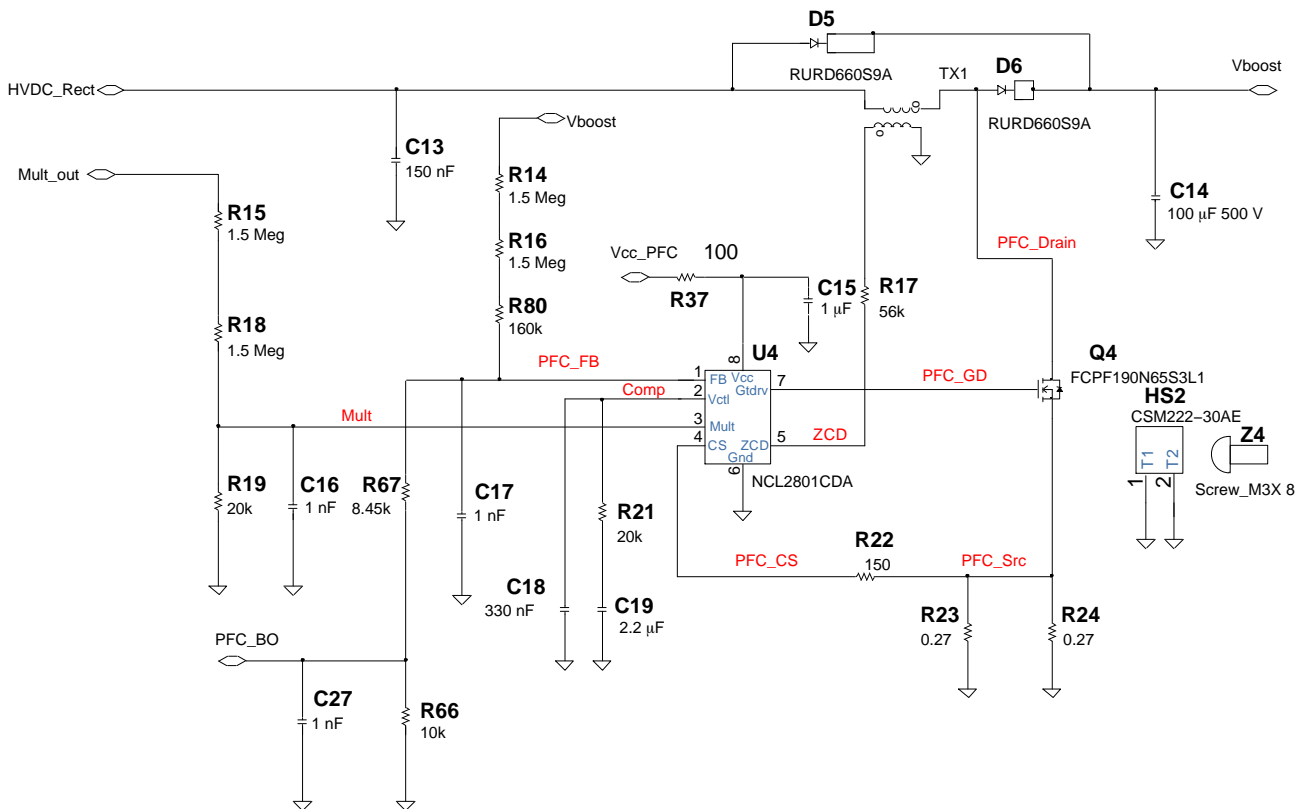 D5
RURD660S9A
TX1
D6
RURD660S9A
Vboost
HVDC_Rect
Vboost
C13
150 nF
Mult_out
R14
1.5 Meg
C14
100 μF 500 V
R15
1.5 Meg
R16
1.5 Meg
PFC_Drain
Vcc_PFC
100
R37
C15
1 μF
R17
56k
R18
1.5 Meg
R80
160k
PFC_FB
U4
Q4
FCPF190N65S3L1
1
FB
8
Vcc
7
Gtdrv
PFC_GD
Comp
2
Vctl
Mult
3
Mult
4
CS
ZCD
5
ZCD
Gnd
6
NCL2801CDA
HS2
CSM222–30AE
T1
T2
1
2
Z4
Screw_M3X 8
R19
20k
C16
1 nF
R67
8.45k
C17
1 nF
R21
20k
R22
150
PFC_CS
PFC_Src
C18
330 nF
C19
2.2 μF
R23
0.27
R24
0.27
PFC_BO
C27
1 nF
R66
10k